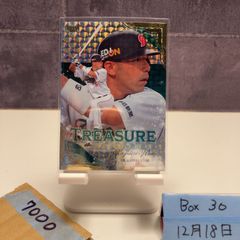 EDION
TREASURE
7000
Box 30
12月18日